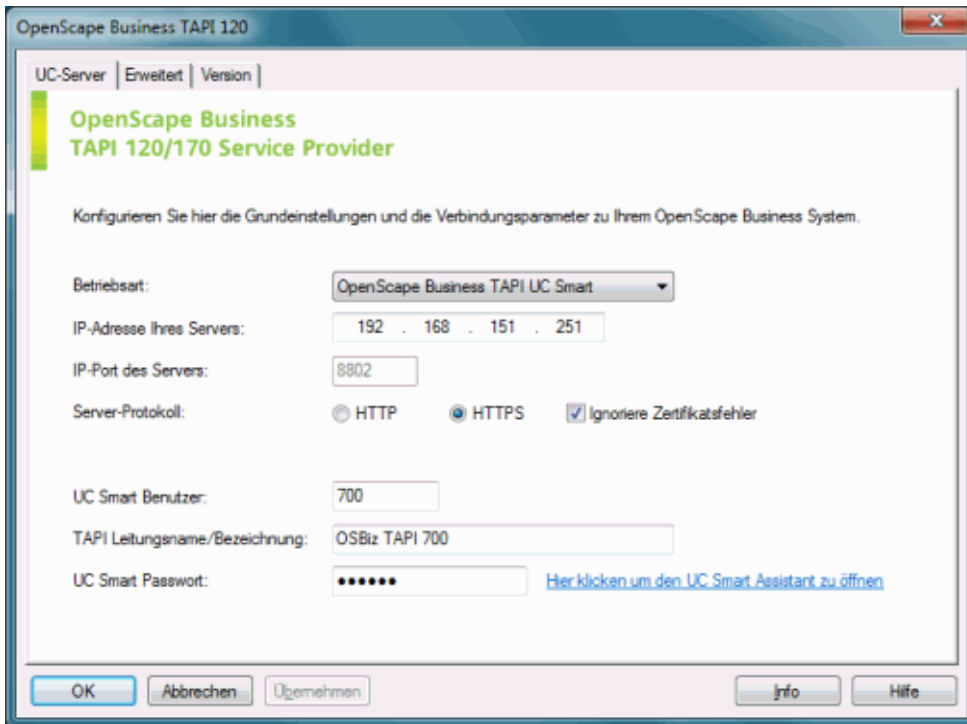 OpenScape Business TAPI 120
UC-Server Erweitert Version
OpenScape Business
TAPI 120/170 Service Provider
Konfigurieren Sie hier die Grundeinstellungen und die Verbindungsparameter zu Ihrem OpenScape Business System.
Betriebsart: OpenScape Business TAPI UC Smart
IP-Adresse Ihres Servers: 192 . 168 . 151 . 251
IP-Port des Servers: 8802
Server-Protokoll: HTTP HTTPS Ignoriere Zertifikatsfehler
UC Smart Benutzer: 700
TAPI Leitungsname/Bezeichnung: OSBiz TAPI 700
UC Smart Passwort: •••••• Hier klicken um den UC Smart Assistant zu öffnen
OK Abbrechen Übernehmen Info Hilfe